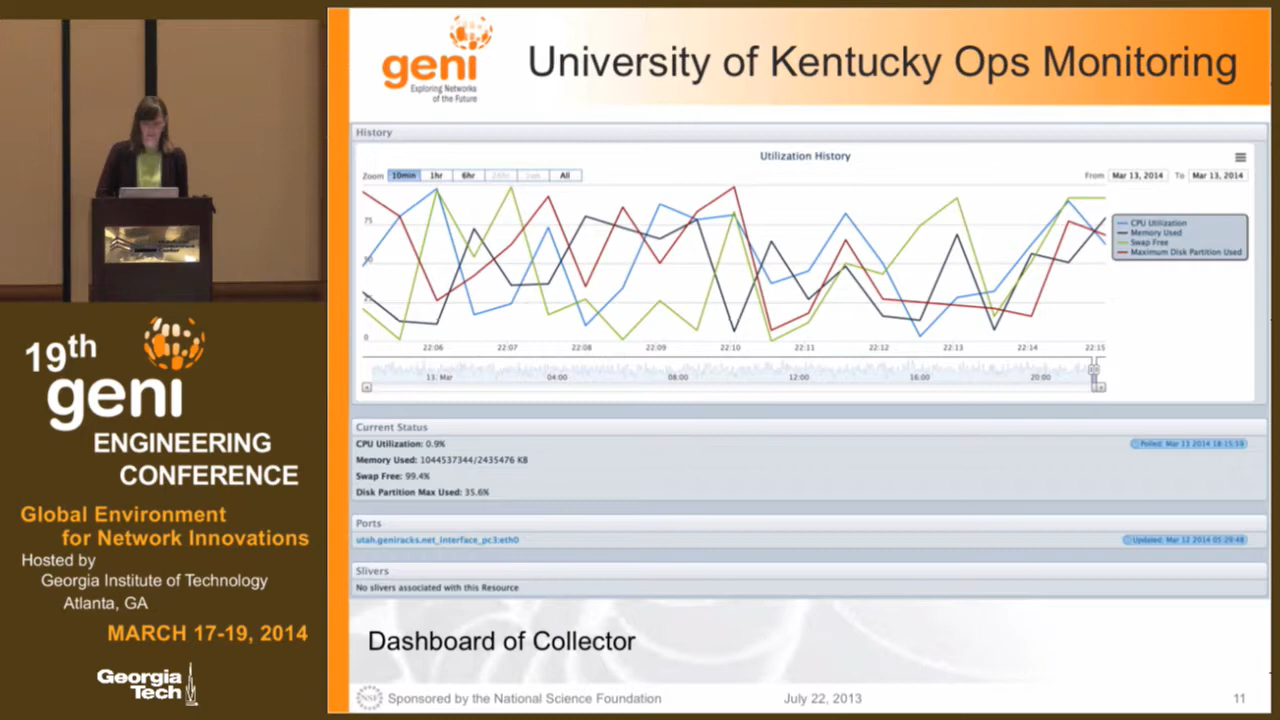 19th
geni
ENGINEERING
CONFERENCE
Global Environment
for Network Innovations
Hosted by
Georgia Institute of Technology
Atlanta, GA
MARCH 17-19, 2014
Georgia
Tech
geni
Exploring Networks
of the Future
University of Kentucky Ops Monitoring
History
Utilization History
Zoom 10min 1hr 6hr All
From Mar 13, 2014 To Mar 13, 2014
75
50
25
0
22:06 22:07 22:08 22:09 22:10 22:11 22:12 22:13 22:14 22:15
CPU Utilization
Memory Used
Swap Free
Maximum Disk Partition Used
13. Mar 04:00 08:00 12:00 16:00 20:00
Current Status
CPU Utilization: 0.9%
Polled: Mar 13 2014 18:15:59
Memory Used: 1044537344/2435476 KB
Swap Free: 99.4%
Disk Partition Max Used: 35.6%
Ports
utah.geniracks.net_interface_pc3:eth0
Updated: Mar 12 2014 05:29:48
Slivers
No slivers associated with this Resource
Dashboard of Collector
NSF
Sponsored by the National Science Foundation
July 22, 2013
11